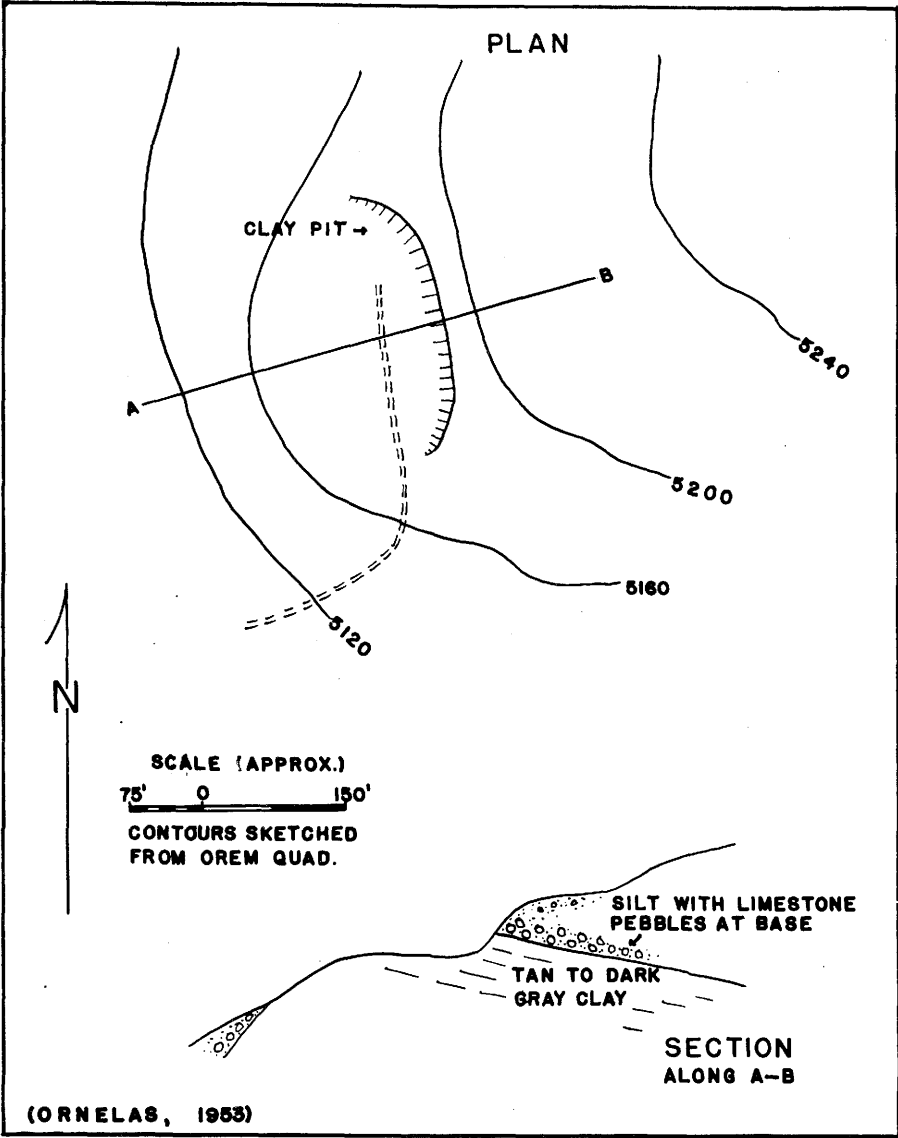 PLAN
CLAY PIT→
B
A
5240
5200
5160
5120
N
SCALE (APPROX.)
75' 0 150'
CONTOURS SKETCHED
FROM OREM QUAD.
SILT WITH LIMESTONE
PEBBLES AT BASE
TAN TO DARK
GRAY CLAY
SECTION
ALONG A-B
(ORNELAS, 1953)